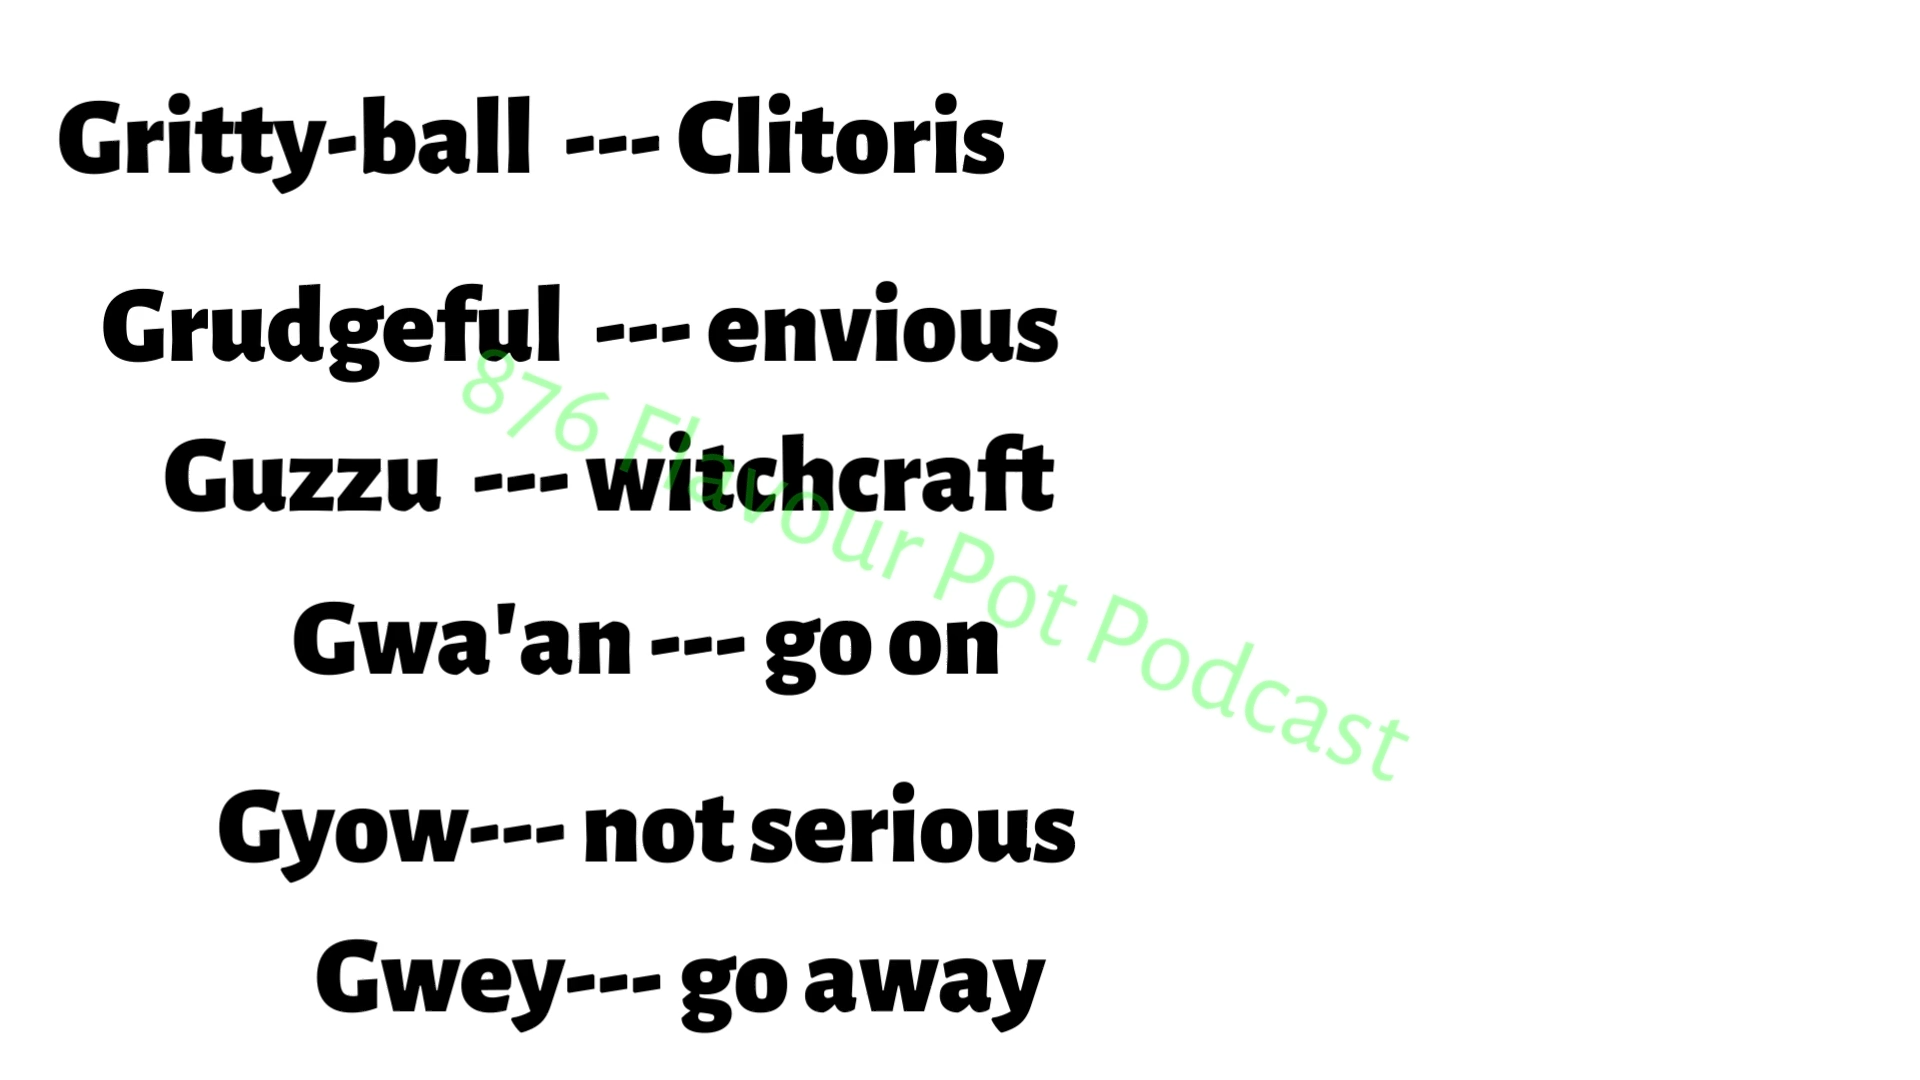 Gritty-ball --- Clitoris
Grudgeful --- envious
876 Flavour Pot Podcast
Guzzu --- witchcraft
Gwa'an --- go on
Gyow--- not serious
Gwey--- go away